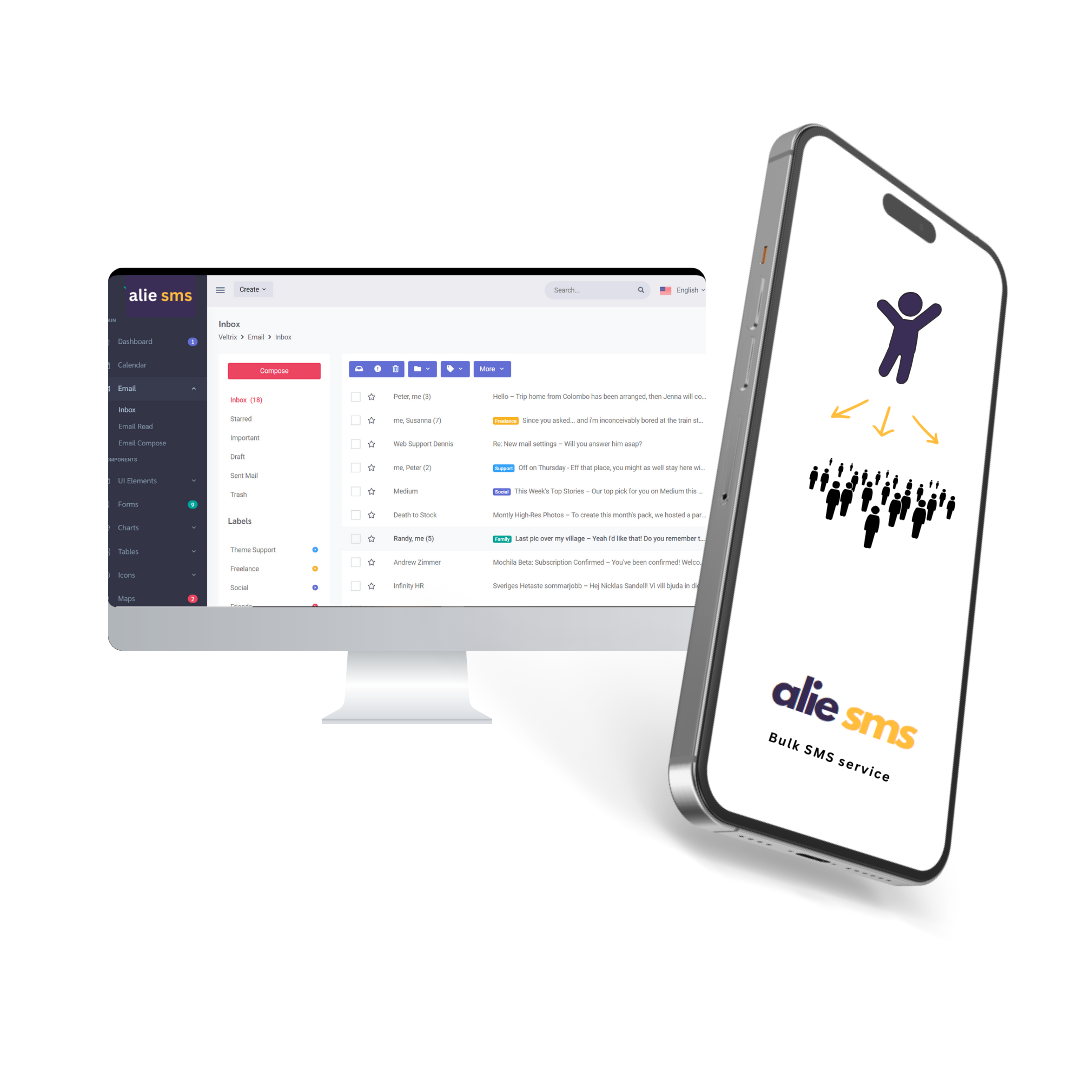 alie sms
Create
Search...
English
Inbox
Veltrix > Email > Inbox
Dashboard 1
Calendar
Email
Inbox
Email Read
Email Compose
UI Elements
Forms 9
Charts
Tables
Icons
Maps 2
Compose
Inbox (18)
Starred
Important
Draft
Sent Mail
Trash
Labels
Theme Support
Freelance
Social
More
Peter, me (3) Hello – Trip home from Colombo has been arranged, then Jenna will co...
me, Susanna (7) Freelance Since you asked... and i'm inconceivably bored at the train st...
Web Support Dennis Re: New mail settings – Will you answer him asap?
me, Peter (2) Support Off on Thursday - Eff that place, you might as well stay here wi...
Medium Social This Week's Top Stories – Our top pick for you on Medium this ...
Death to Stock Montly High-Res Photos – To create this month's pack, we hosted a par...
Randy, me (5) Family Last pic over my village – Yeah i'd like that! Do you remember t...
Andrew Zimmer Mochila Beta: Subscription Confirmed – You've been confirmed! Welco...
Infinity HR Sveriges Hetaste sommarjobb – Hej Nicklas Sandell! Vi vill bjuda in di...
alie sms
Bulk SMS service